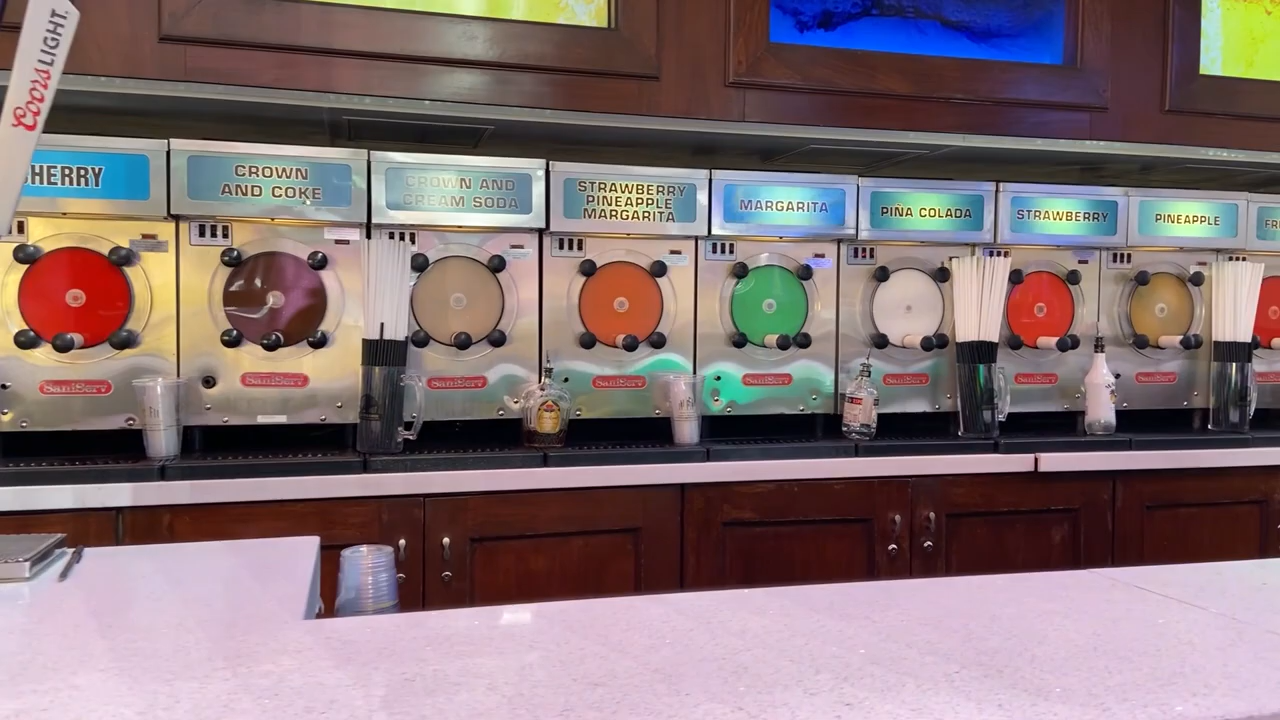 Coors LIGHT
HERRY
CROWN
AND COKE
CROWN AND
CREAM SODA
STRAWBERRY
PINEAPPLE
MARGARITA
MARGARITA
PIÑA COLADA
STRAWBERRY
PINEAPPLE
SaniServ
SaniServ
SaniServ
SaniServ
SaniServ
SaniServ
SaniServ
SaniServ